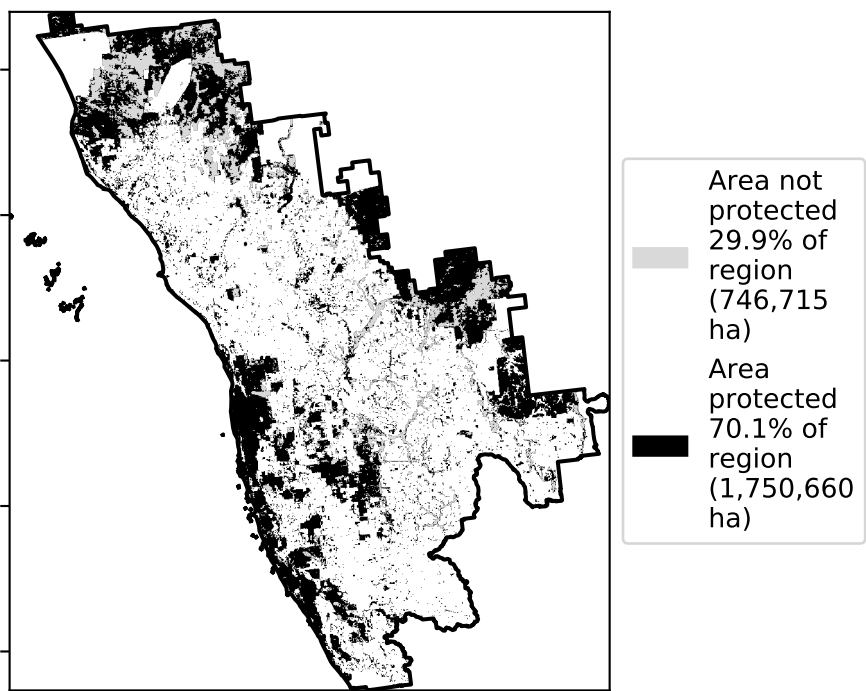 Area not
protected
29.9% of
region
(746,715
ha)
Area
protected
70.1% of
region
(1,750,660
ha)